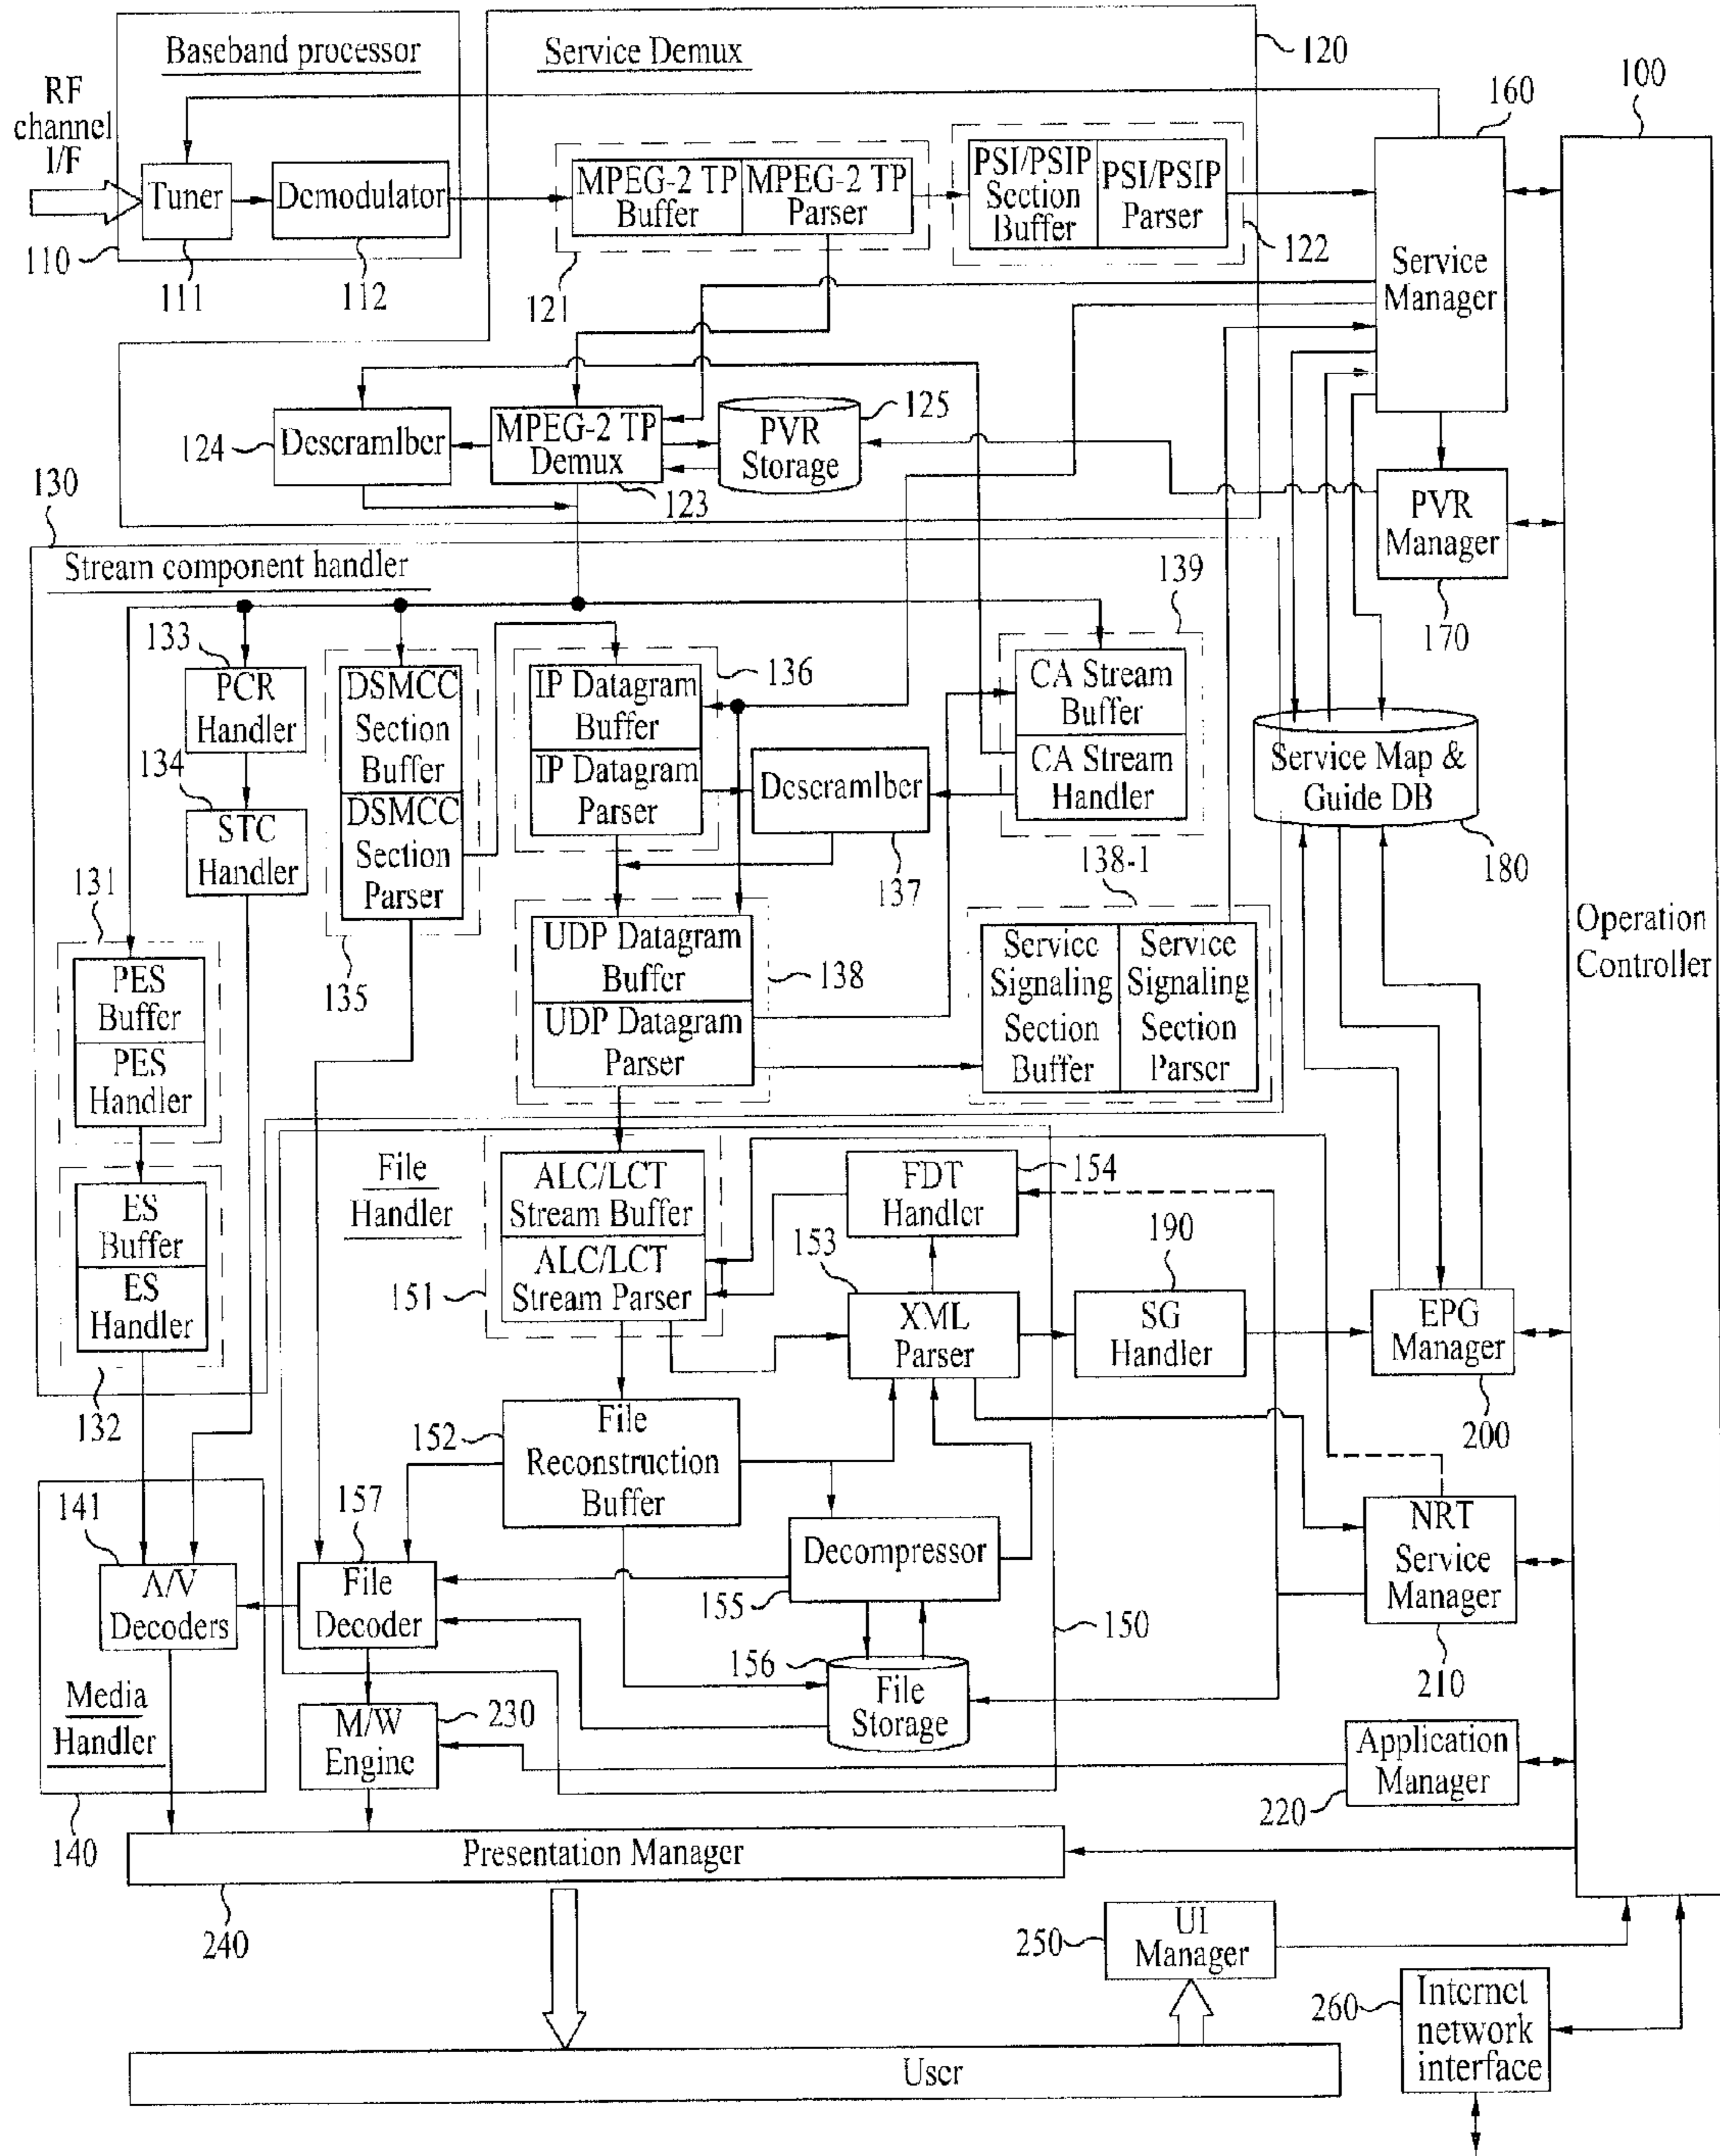 Baseband processor
Service Demux
120
RF
channel
I/F
160
100
Tuner
Demodulator
MPEG-2 TP
Buffer
MPEG-2 TP
Parser
PSI/PSIP
Section
Buffer
PSI/PSIP
Parser
110
111
112
121
122
Service
Manager
124
Descramlber
MPEG-2 TP
Demux
123
PVR
Storage
125
130
PVR
Manager
170
Stream component handler
139
133
PCR
Handler
134
STC
Handler
DSMCC
Section
Buffer
DSMCC
Section
Parser
135
IP Datagram
Buffer
IP Datagram
Parser
136
Descramlber
137
CA Stream
Buffer
CA Stream
Handler
138-1
Service Map &
Guide DB
180
Operation
Controller
131
PES
Buffer
PES
Handler
UDP Datagram
Buffer
UDP Datagram
Parser
138
Service
Signaling
Section
Buffer
Service
Signaling
Section
Parser
ES
Buffer
ES
Handler
132
File
Handler
ALC/LCT
Stream Buffer
ALC/LCT
Stream Parser
151
FDT
Handler
154
153
XML
Parser
190
SG
Handler
EPG
Manager
200
152
File
Reconstruction
Buffer
141
A/V
Decoders
157
File
Decoder
Decompressor
155
150
NRT
Service
Manager
210
156
File
Storage
Media
Handler
M/W
Engine
230
Application
Manager
220
140
Presentation Manager
240
250
UI
Manager
260
Internet
network
interface
User